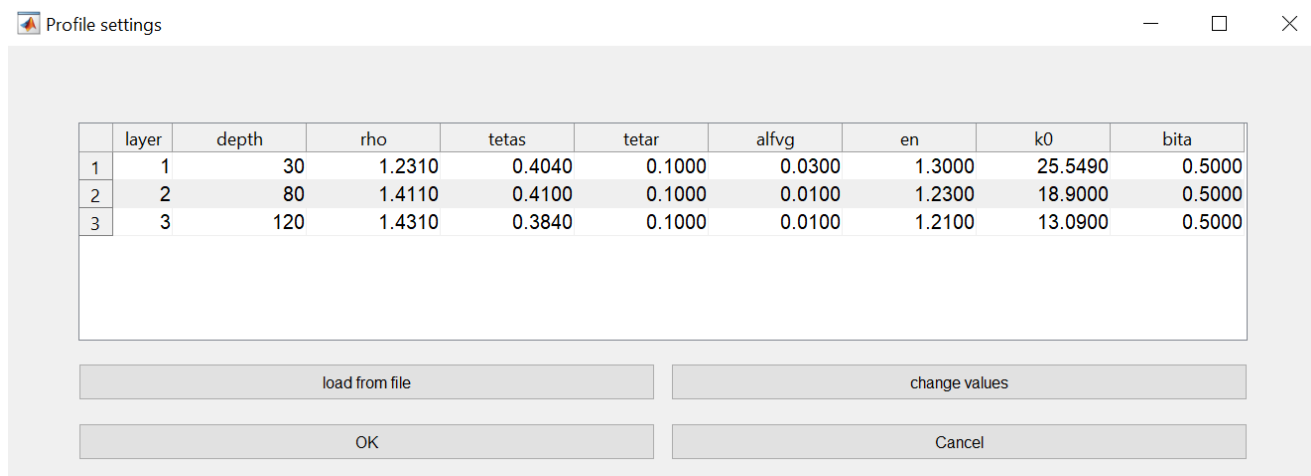 Profile settings
layer depth rho tetas tetar alfvg en k0 bita
1 1 30 1.2310 0.4040 0.1000 0.0300 1.3000 25.5490 0.5000
2 2 80 1.4110 0.4100 0.1000 0.0100 1.2300 18.9000 0.5000
3 3 120 1.4310 0.3840 0.1000 0.0100 1.2100 13.0900 0.5000
load from file change values
OK Cancel